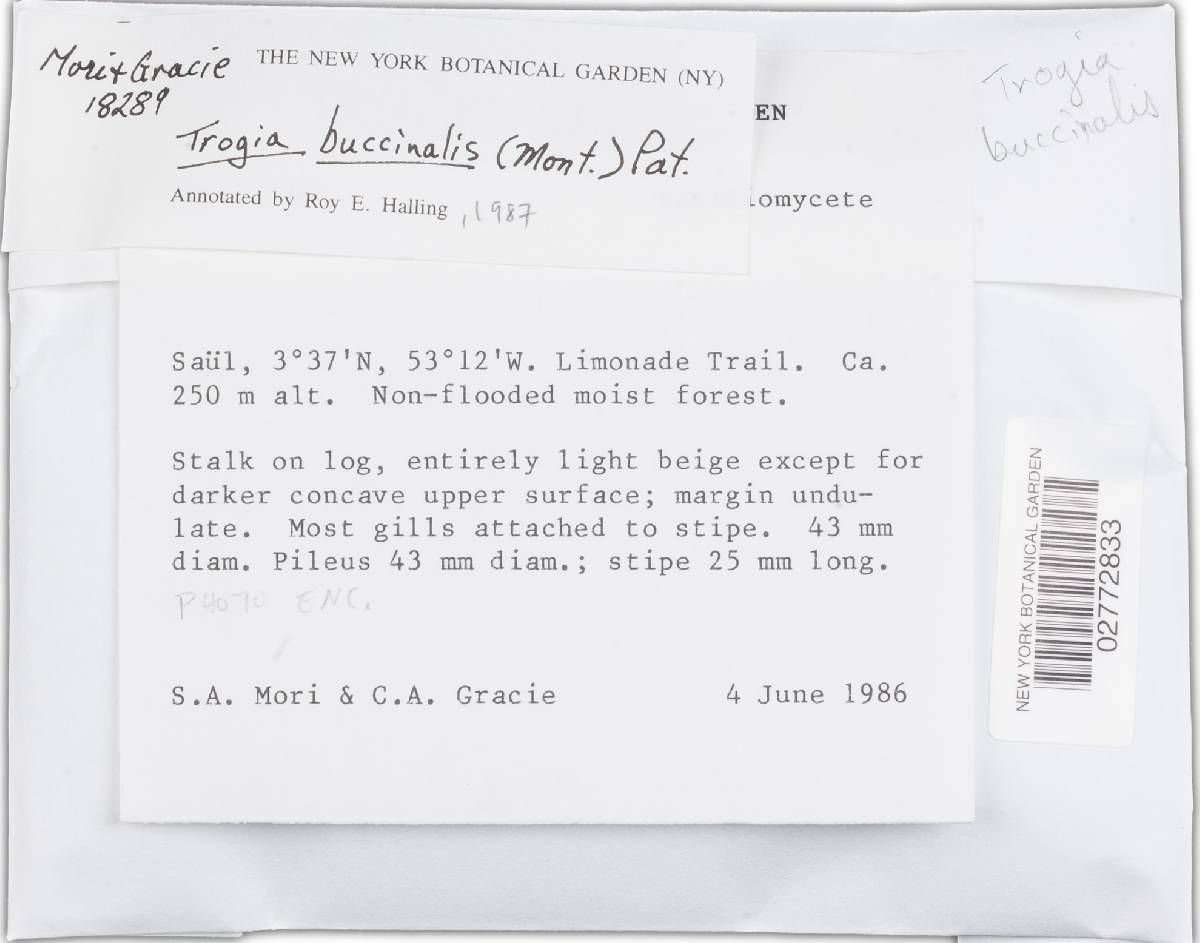 Mori & Gracie
18289
THE NEW YORK BOTANICAL GARDEN (NY)
Trogia buccinalis (Mont.) Pat.
Annotated by Roy E. Halling, 1987
EN
omycete
Trogia
buccinalis
Saül, 3°37'N, 53°12'W. Limonade Trail. Ca.
250 m alt. Non-flooded moist forest.
Stalk on log, entirely light beige except for
darker concave upper surface; margin undu-
late. Most gills attached to stipe. 43 mm
diam. Pileus 43 mm diam.; stipe 25 mm long.
PHOTO ENC.
S.A. Mori & C.A. Gracie 4 June 1986
NEW YORK BOTANICAL GARDEN
02772833